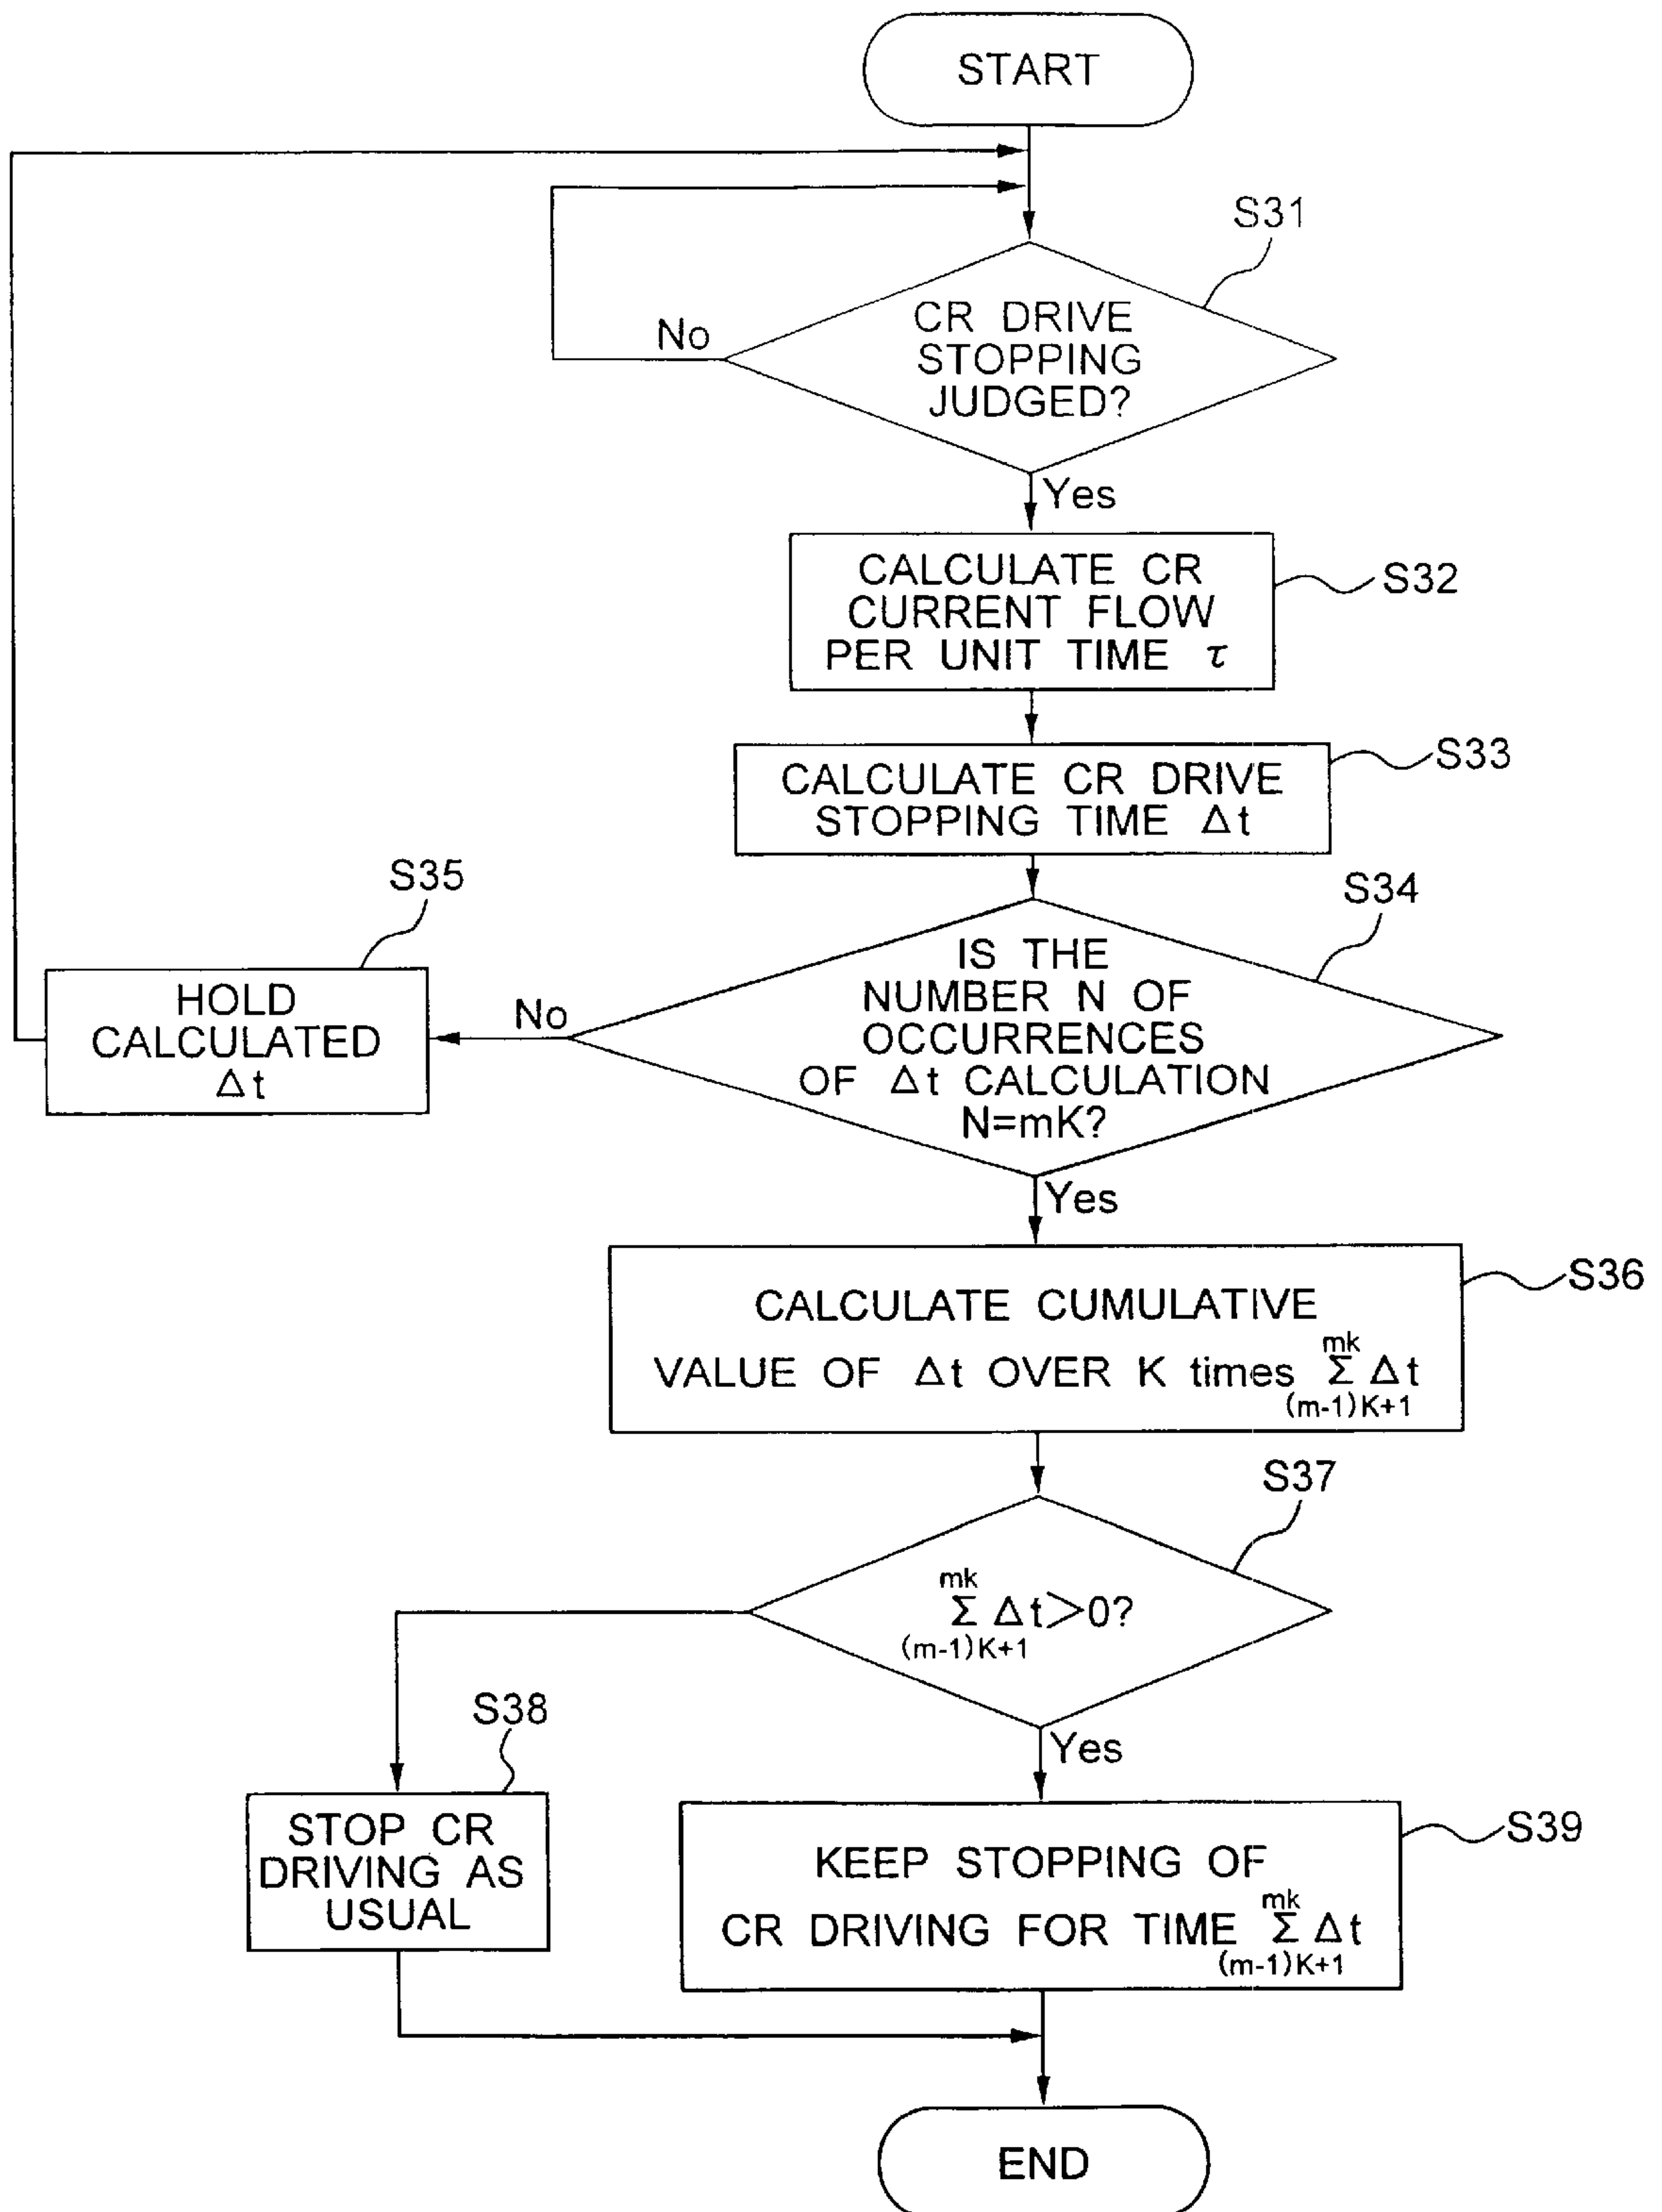 START
S31
CR DRIVE
STOPPING
JUDGED?
No
Yes
CALCULATE CR
CURRENT FLOW
PER UNIT TIME τ
S32
CALCULATE CR DRIVE
STOPPING TIME Δt
S33
S34
IS THE
NUMBER N OF
OCCURRENCES
OF Δt CALCULATION
N=mK?
No
S35
HOLD
CALCULATED
Δt
Yes
S36
CALCULATE CUMULATIVE
mk
VALUE OF Δt OVER K times Σ Δt
(m-1)K+1
S37
mk
Σ Δt>0?
(m-1)K+1
S38
STOP CR
DRIVING AS
USUAL
Yes
S39
KEEP STOPPING OF
mk
CR DRIVING FOR TIME Σ Δt
(m-1)K+1
END